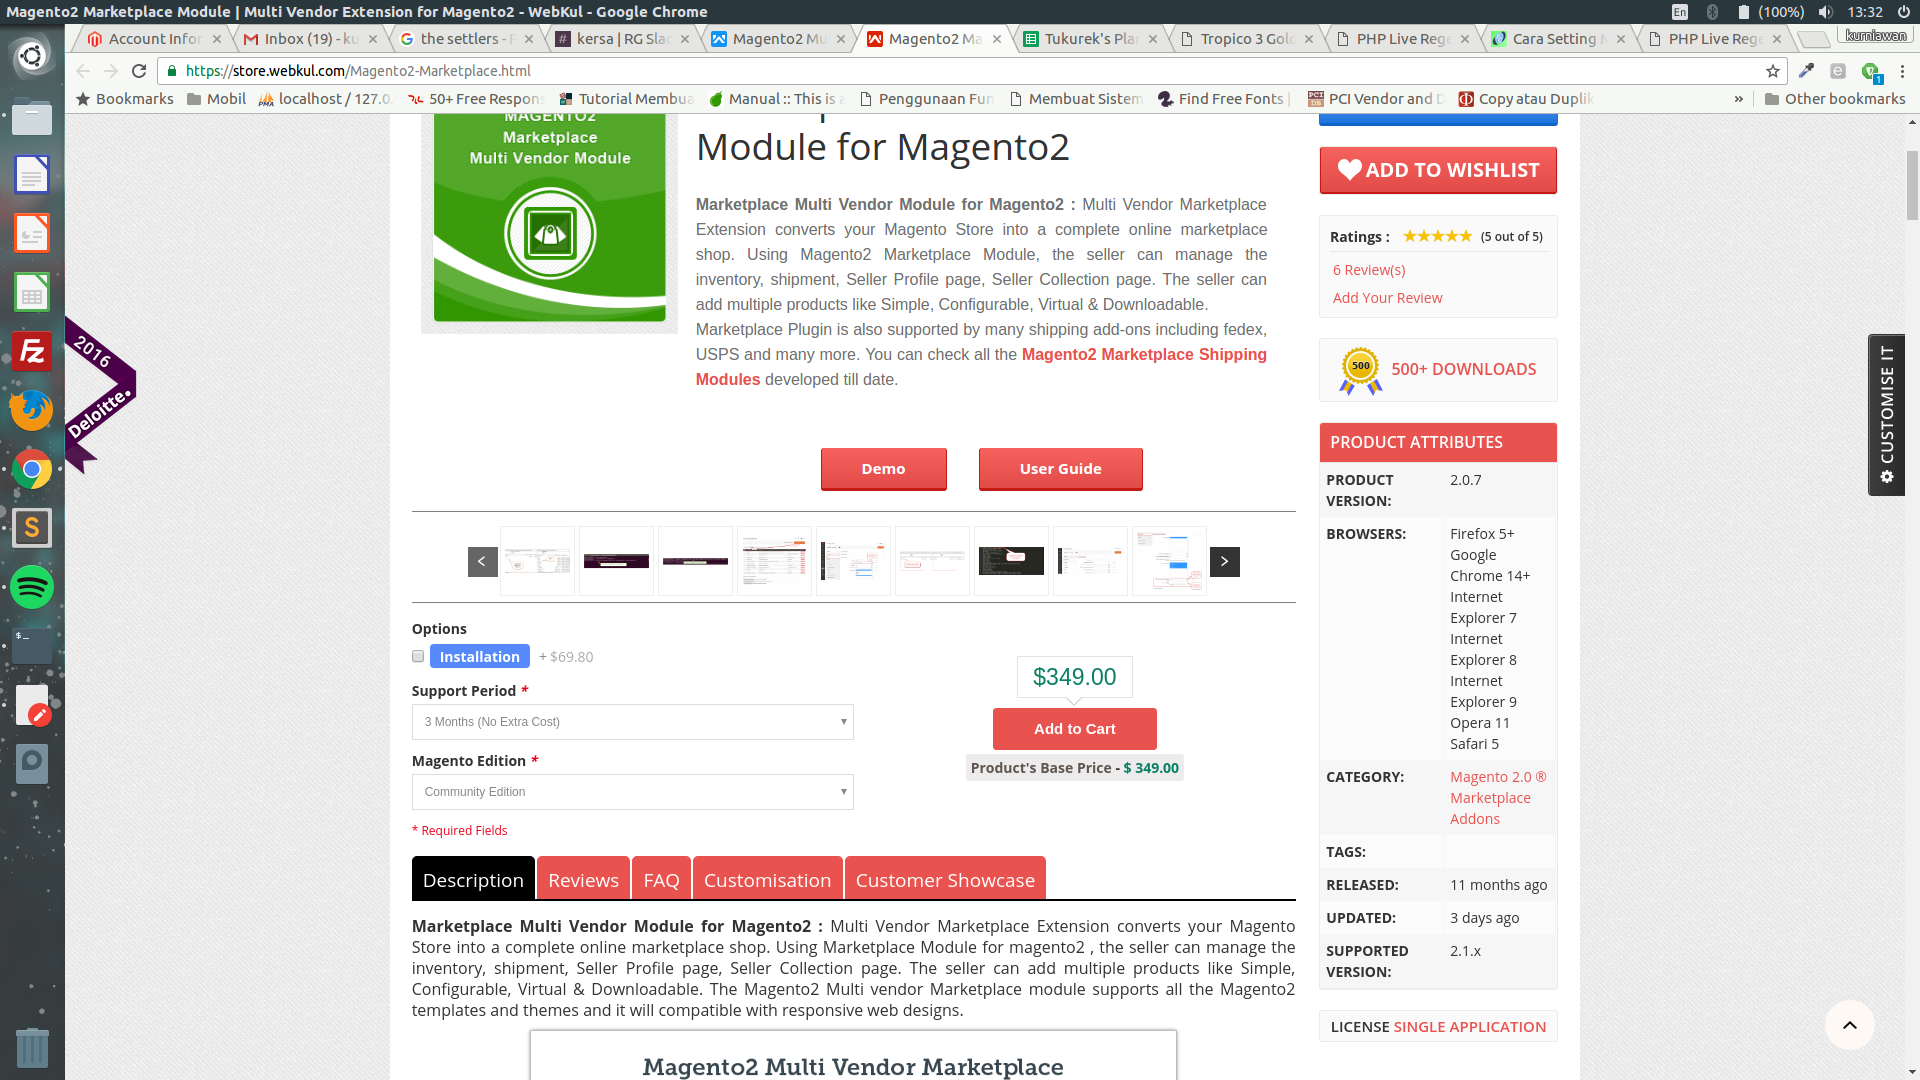 Magento2 Marketplace Module | Multi Vendor Extension for Magento2 - WebKul - Google Chrome
En (100%) 13:32
Account Infor
Inbox (19) - ku
the settlers -
kersa | RG Slac
Magento2 Mu
Magento2 Ma
Tukurek's Plan
Tropico 3 Gold
PHP Live Rege
Cara Setting
PHP Live Rege
kurniawan
https://store.webkul.com/Magento2-Marketplace.html
Bookmarks
Mobil
localhost / 127.0.
50+ Free Respons
Tutorial Membua
Manual :: This is a
Penggunaan Fun
Membuat Sistem
Find Free Fonts |
PCI Vendor and D
Copy atau Duplik
» Other bookmarks
MAGENTO2
Marketplace
Multi Vendor Module
Module for Magento2
Marketplace Multi Vendor Module for Magento2 : Multi Vendor Marketplace
Extension converts your Magento Store into a complete online marketplace
shop. Using Magento2 Marketplace Module, the seller can manage the
inventory, shipment, Seller Profile page, Seller Collection page. The seller can
add multiple products like Simple, Configurable, Virtual & Downloadable.
Marketplace Plugin is also supported by many shipping add-ons including fedex,
USPS and many more. You can check all the Magento2 Marketplace Shipping
Modules developed till date.
Demo
User Guide
2016
Deloitte.
< >
Options
Installation + $69.80
Support Period *
3 Months (No Extra Cost)
Magento Edition *
Community Edition
* Required Fields
$349.00
Add to Cart
Product's Base Price - $ 349.00
Description
Reviews
FAQ
Customisation
Customer Showcase
Marketplace Multi Vendor Module for Magento2 : Multi Vendor Marketplace Extension converts your Magento
Store into a complete online marketplace shop. Using Marketplace Module for magento2 , the seller can manage the
inventory, shipment, Seller Profile page, Seller Collection page. The seller can add multiple products like Simple,
Configurable, Virtual & Downloadable. The Magento2 Multi vendor Marketplace module supports all the Magento2
templates and themes and it will compatible with responsive web designs.
Magento2 Multi Vendor Marketplace
ADD TO WISHLIST
Ratings : ★★★★★ (5 out of 5)
6 Review(s)
Add Your Review
500
500+ DOWNLOADS
PRODUCT ATTRIBUTES
PRODUCT 2.0.7
VERSION:
BROWSERS: Firefox 5+
Google
Chrome 14+
Internet
Explorer 7
Internet
Explorer 8
Internet
Explorer 9
Opera 11
Safari 5
CATEGORY: Magento 2.0 ®
Marketplace
Addons
TAGS:
RELEASED: 11 months ago
UPDATED: 3 days ago
SUPPORTED 2.1.x
VERSION:
LICENSE SINGLE APPLICATION
CUSTOMISE IT